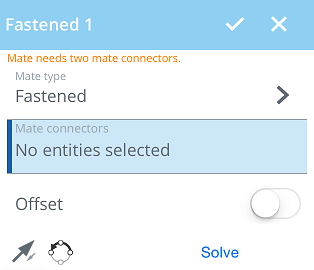 Fastened 1
Mate needs two mate connectors.
Mate type
Fastened
Mate connectors
No entities selected
Offset
Solve